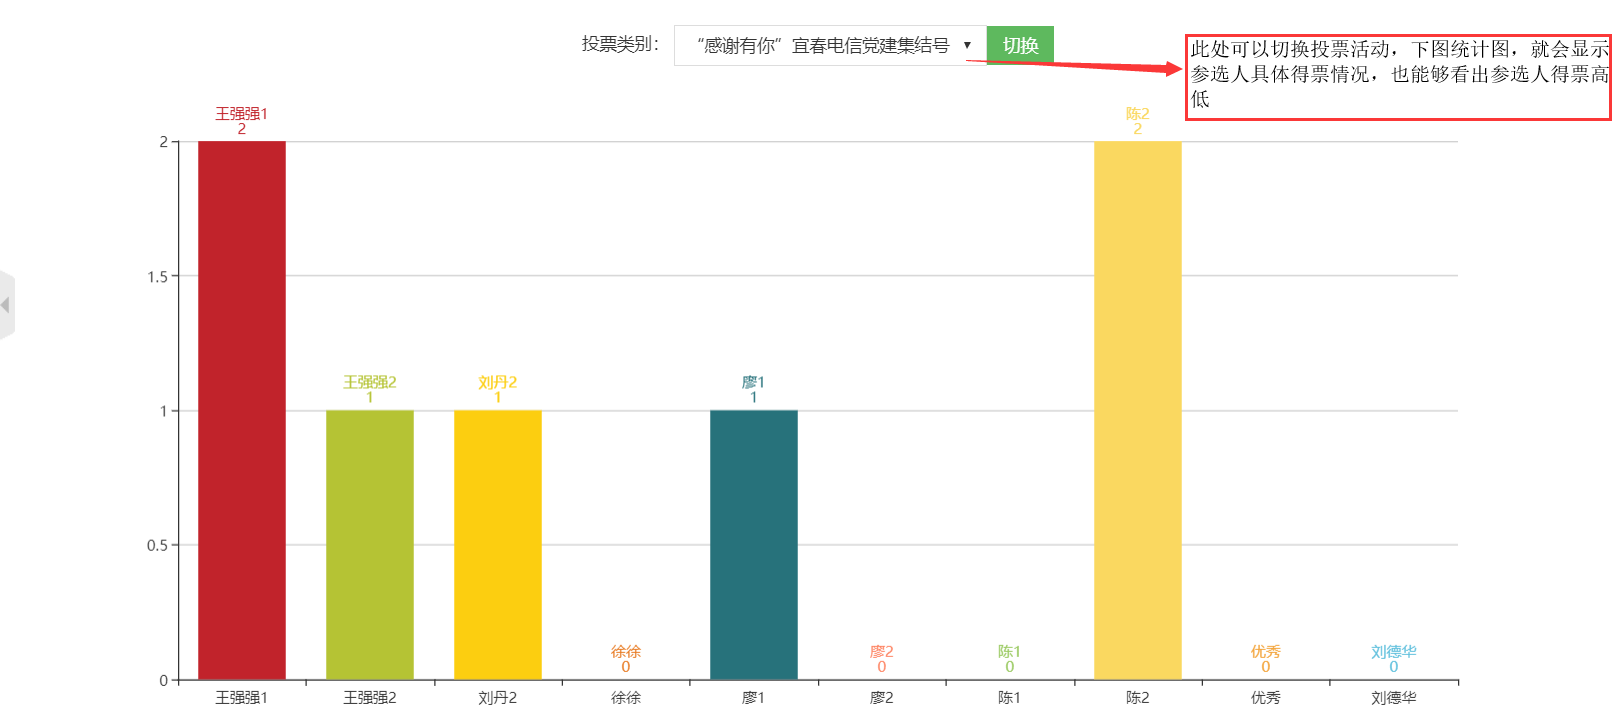 投票类别：
“感谢有你”宜春电信党建集结号
切换
此处可以切换投票活动，下图统计图，就会显示
参选人具体得票情况，也能够看出参选人得票高
低
王强强1
2
陈2
2
2
1.5
王强强2
1
刘丹2
1
廖1
1
1
0.5
徐徐
0
廖2
0
陈1
0
优秀
0
刘德华
0
0
王强强1 王强强2 刘丹2 徐徐 廖1 廖2 陈1 陈2 优秀 刘德华